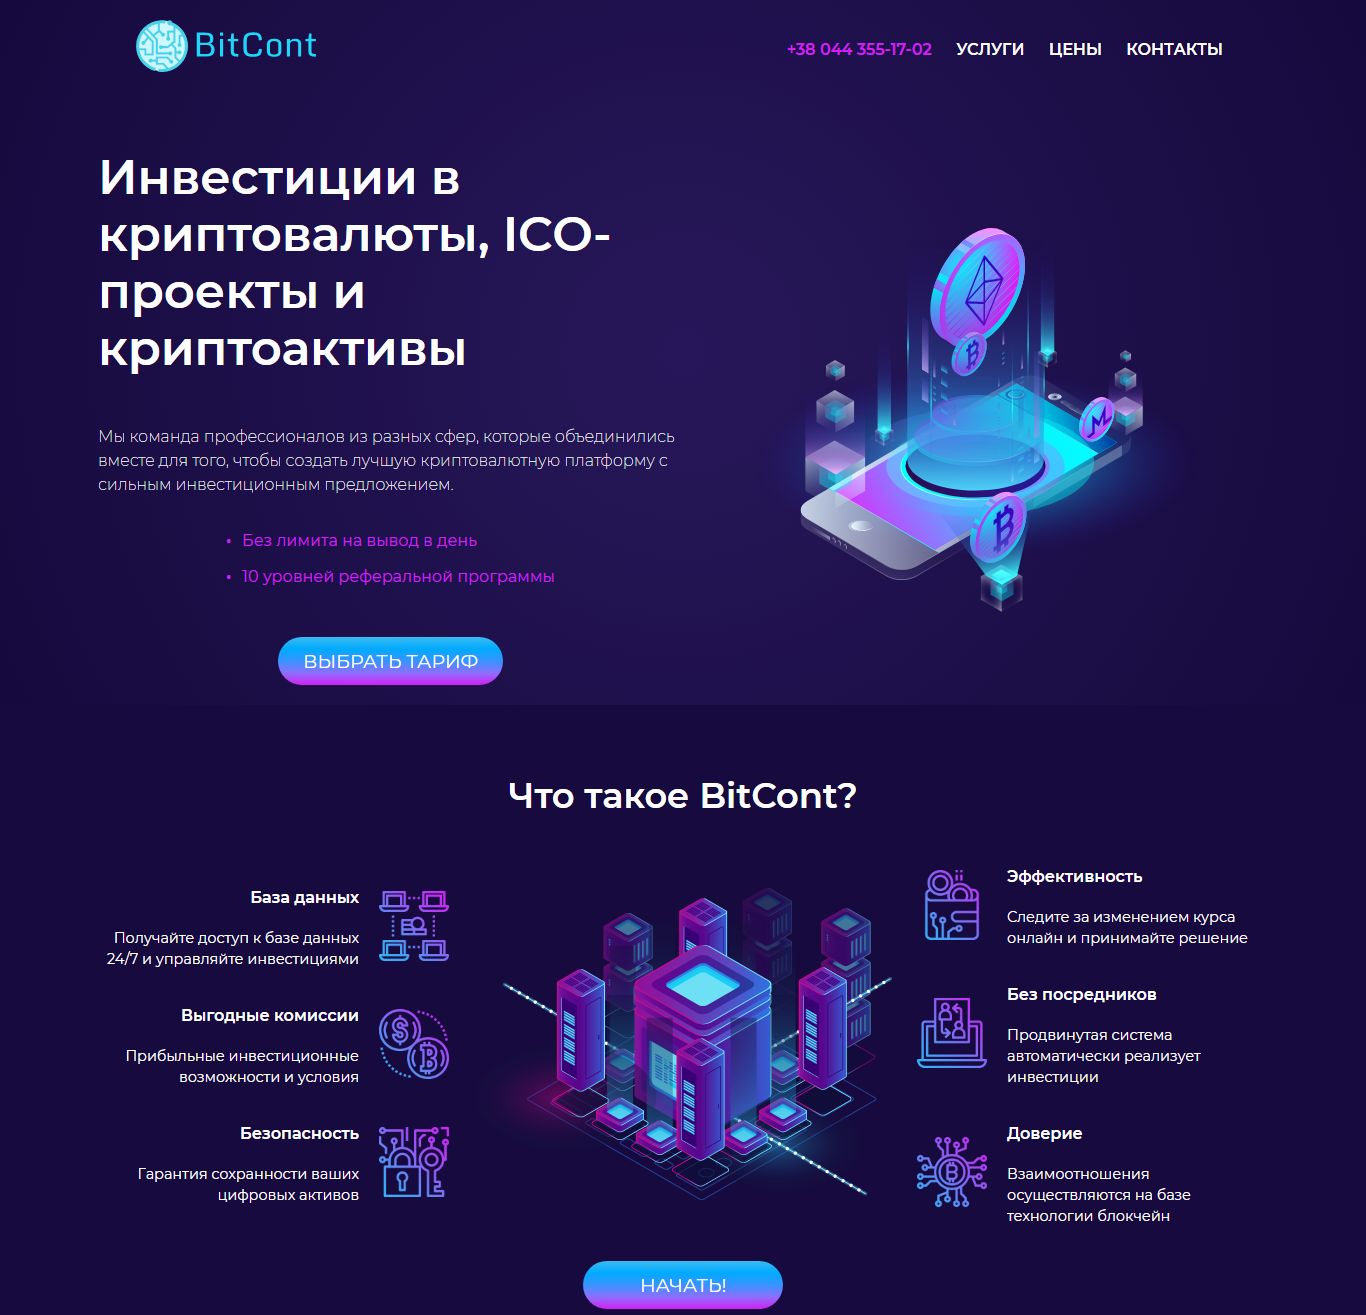 BitCont
+38 044 355-17-02 УСЛУГИ ЦЕНЫ КОНТАКТЫ
Инвестиции в
криптовалюты, ICO-
проекты и
криптоактивы
Мы команда профессионалов из разных сфер, которые объединились
вместе для того, чтобы создать лучшую криптовалютную платформу с
сильным инвестиционным предложением.
• Без лимита на вывод в день
• 10 уровней реферальной программы
ВЫБРАТЬ ТАРИФ
Что такое BitCont?
База данных
Получайте доступ к базе данных
24/7 и управляйте инвестициями
Выгодные комиссии
Прибыльные инвестиционные
возможности и условия
Безопасность
Гарантия сохранности ваших
цифровых активов
Эффективность
Следите за изменением курса
онлайн и принимайте решение
Без посредников
Продвинутая система
автоматически реализует
инвестиции
Доверие
Взаимоотношения
осуществляются на базе
технологии блокчейн
НАЧАТЬ!